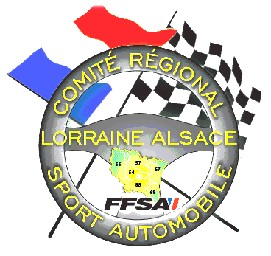 COMITÉ RÉGIONAL
LORRAINE ALSACE
FFSA
SPORT AUTOMOBILE